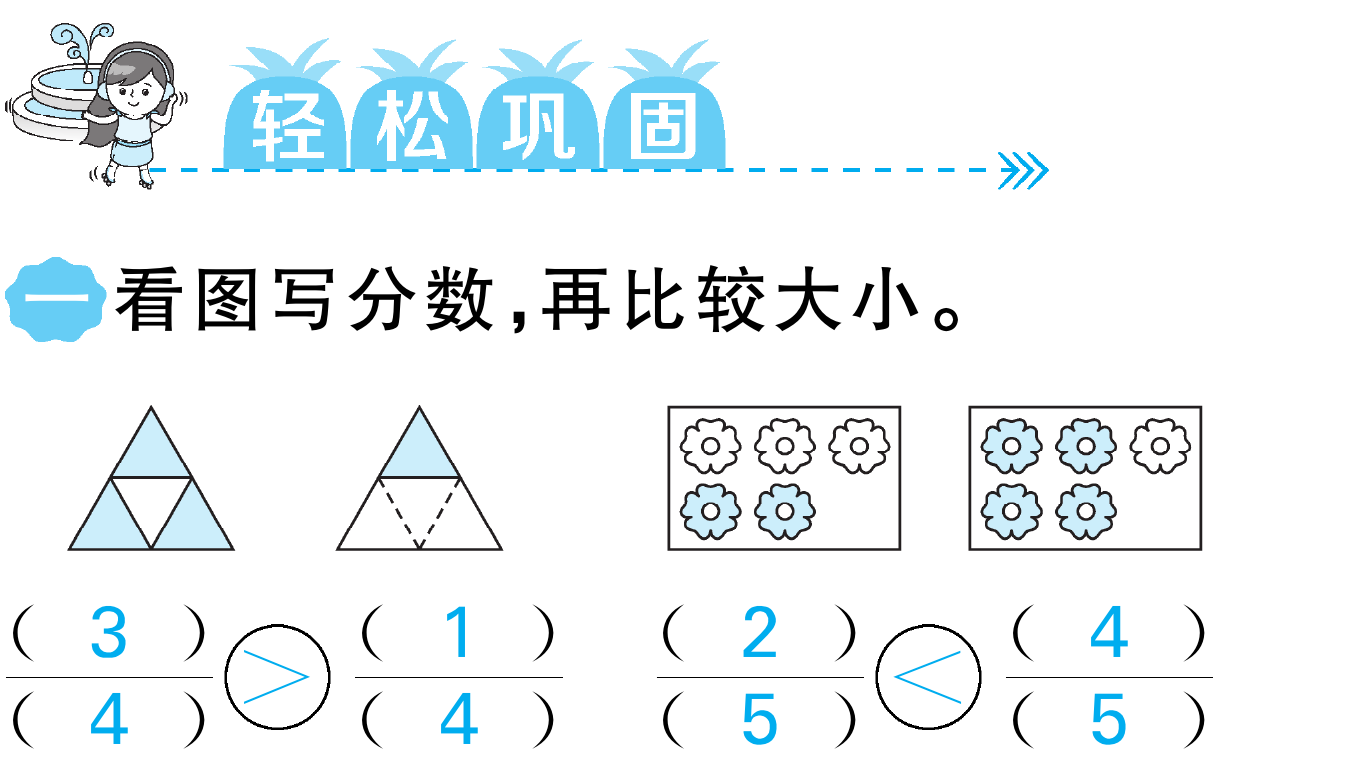 轻松巩固
一 看图写分数,再比较大小。
( 3 ) ( 1 ) ( 2 ) ( 4 )
> <
( 4 ) ( 4 ) ( 5 ) ( 5 )